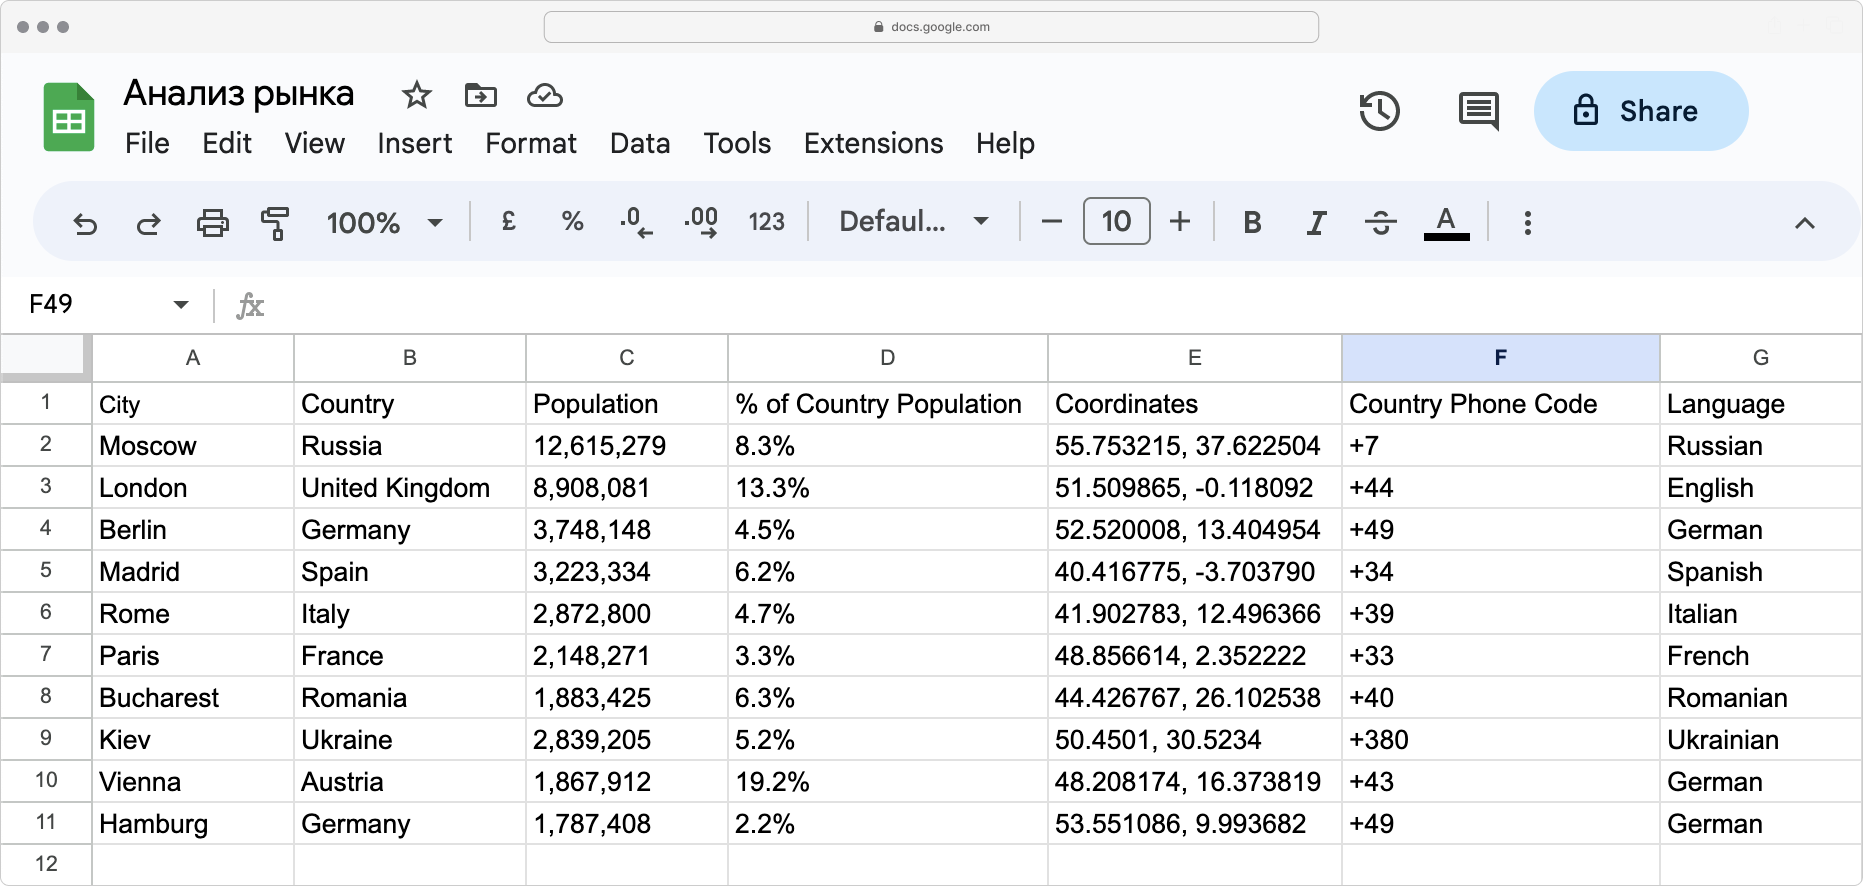 docs.google.com
Анализ рынка
File Edit View Insert Format Data Tools Extensions Help
Share
100% £ % .0 .00 123 Defaul... − 10 + B I S A
F49 fx
A B C D E F G
1 City Country Population % of Country Population Coordinates Country Phone Code Language
2 Moscow Russia 12,615,279 8.3% 55.753215, 37.622504 +7 Russian
3 London United Kingdom 8,908,081 13.3% 51.509865, -0.118092 +44 English
4 Berlin Germany 3,748,148 4.5% 52.520008, 13.404954 +49 German
5 Madrid Spain 3,223,334 6.2% 40.416775, -3.703790 +34 Spanish
6 Rome Italy 2,872,800 4.7% 41.902783, 12.496366 +39 Italian
7 Paris France 2,148,271 3.3% 48.856614, 2.352222 +33 French
8 Bucharest Romania 1,883,425 6.3% 44.426767, 26.102538 +40 Romanian
9 Kiev Ukraine 2,839,205 5.2% 50.4501, 30.5234 +380 Ukrainian
10 Vienna Austria 1,867,912 19.2% 48.208174, 16.373819 +43 German
11 Hamburg Germany 1,787,408 2.2% 53.551086, 9.993682 +49 German
12